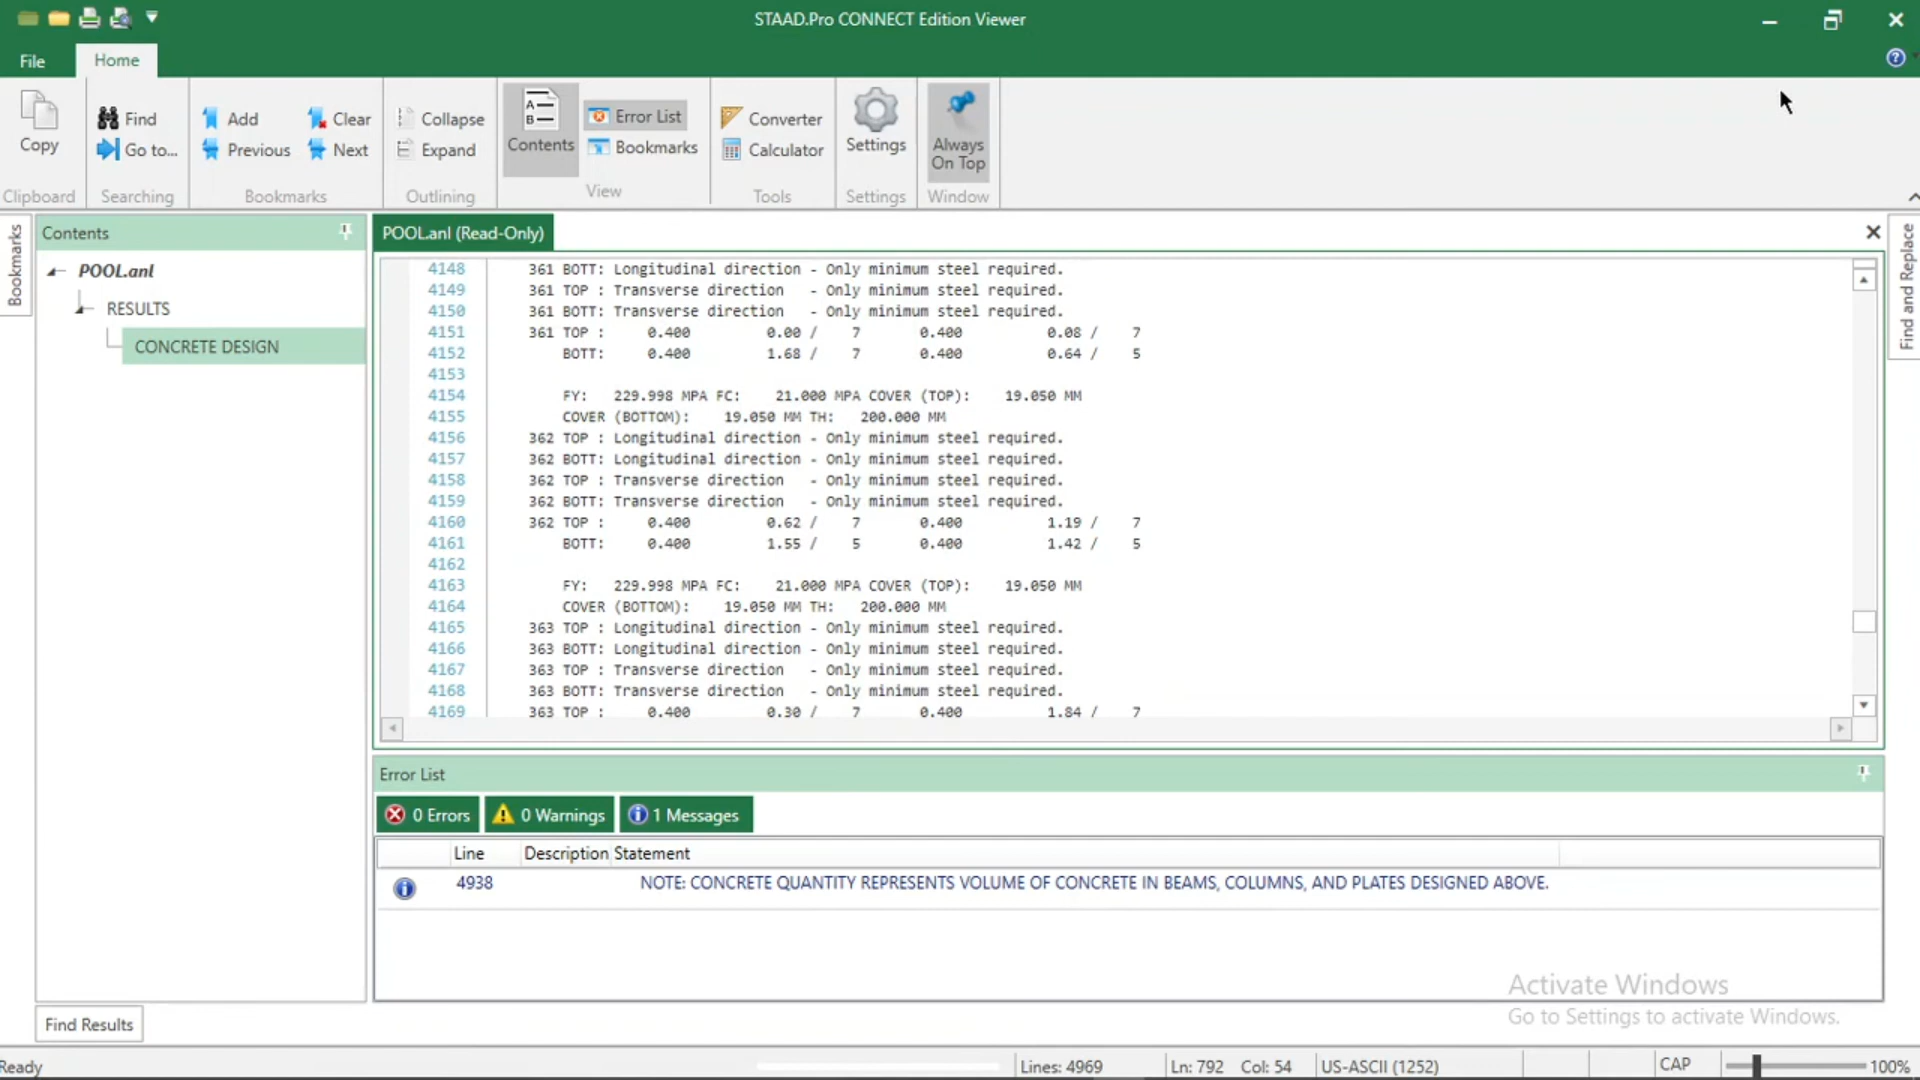 STAAD.Pro CONNECT Edition Viewer
File
Home
Copy
Find
Go to...
Add
Previous
Clear
Next
Collapse
Expand
Contents
Error List
Bookmarks
Converter
Calculator
Settings
Always
On Top
Clipboard
Searching
Bookmarks
Outlining
View
Tools
Settings
Window
Bookmarks
Contents
POOL.anl
RESULTS
CONCRETE DESIGN
POOL.anl (Read-Only)
Find and Replace
4148 361 BOTT: Longitudinal direction - Only minimum steel required.
4149 361 TOP : Transverse direction - Only minimum steel required.
4150 361 BOTT: Transverse direction - Only minimum steel required.
4151 361 TOP : 0.400 0.00 / 7 0.400 0.08 / 7
4152 BOTT: 0.400 1.68 / 7 0.400 0.64 / 5
4153
4154 FY: 229.998 MPA FC: 21.000 MPA COVER (TOP): 19.050 MM
4155 COVER (BOTTOM): 19.050 MM TH: 200.000 MM
4156 362 TOP : Longitudinal direction - Only minimum steel required.
4157 362 BOTT: Longitudinal direction - Only minimum steel required.
4158 362 TOP : Transverse direction - Only minimum steel required.
4159 362 BOTT: Transverse direction - Only minimum steel required.
4160 362 TOP : 0.400 0.62 / 7 0.400 1.19 / 7
4161 BOTT: 0.400 1.55 / 5 0.400 1.42 / 5
4162
4163 FY: 229.998 MPA FC: 21.000 MPA COVER (TOP): 19.050 MM
4164 COVER (BOTTOM): 19.050 MM TH: 200.000 MM
4165 363 TOP : Longitudinal direction - Only minimum steel required.
4166 363 BOTT: Longitudinal direction - Only minimum steel required.
4167 363 TOP : Transverse direction - Only minimum steel required.
4168 363 BOTT: Transverse direction - Only minimum steel required.
4169 363 TOP : 0.400 0.30 / 7 0.400 1.84 / 7
Error List
0 Errors
0 Warnings
1 Messages
Line Description Statement
4938 NOTE: CONCRETE QUANTITY REPRESENTS VOLUME OF CONCRETE IN BEAMS, COLUMNS, AND PLATES DESIGNED ABOVE.
Activate Windows
Go to Settings to activate Windows.
Find Results
Ready
Lines: 4969
Ln: 792 Col: 54
US-ASCII (1252)
CAP
100%